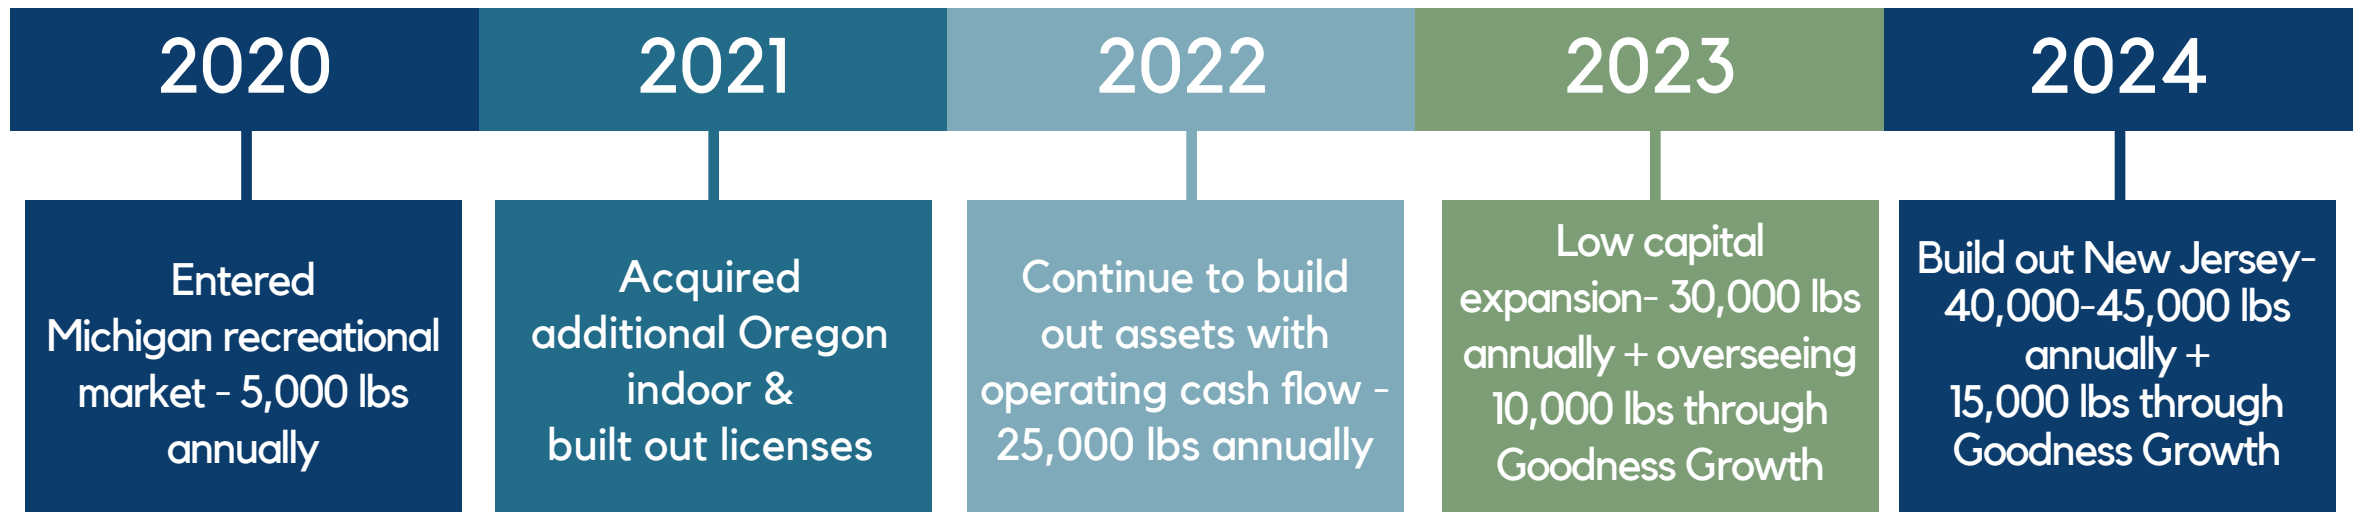 2020
2021
2022
2023
2024
Entered
Michigan recreational
market - 5,000 lbs
annually
Acquired
additional Oregon
indoor &
built out licenses
Continue to build
out assets with
operating cash flow -
25,000 lbs annually
Low capital
expansion- 30,000 lbs
annually + overseeing
10,000 lbs through
Goodness Growth
Build out New Jersey-
40,000-45,000 lbs
annually +
15,000 lbs through
Goodness Growth